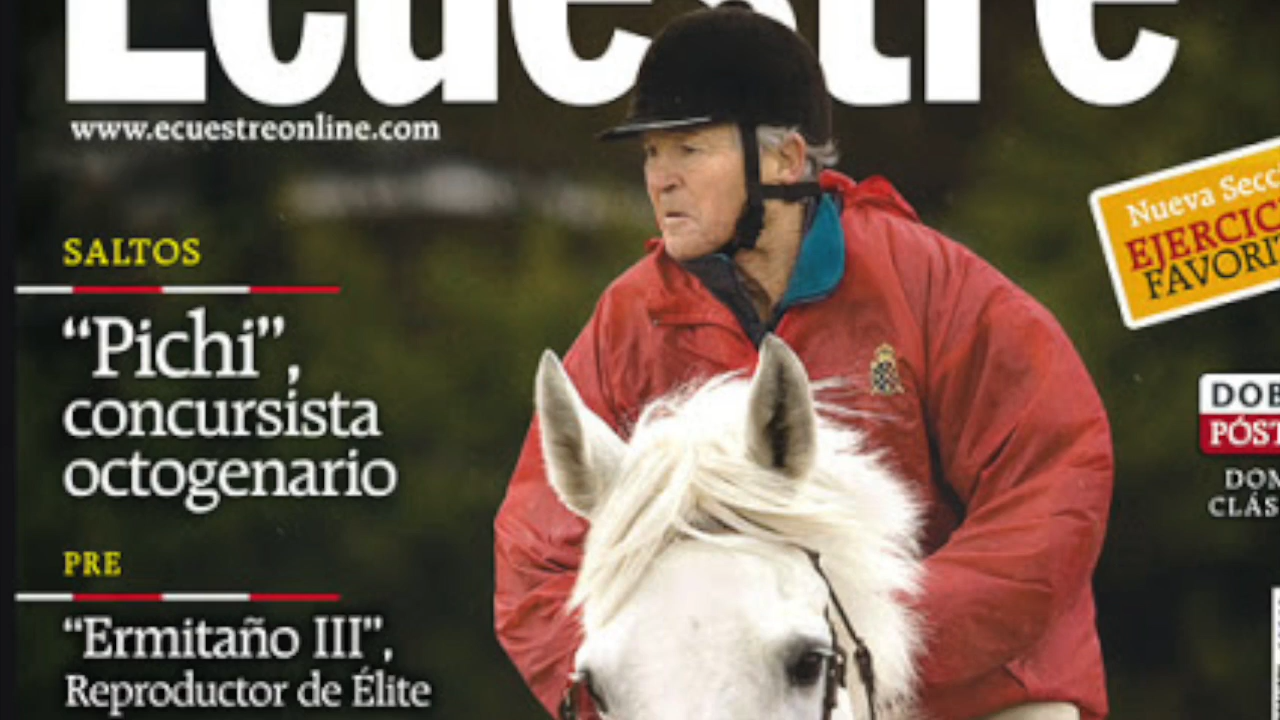 Ecuestre
www.ecuestreonline.com
SALTOS
"Pichi",
concursista
octogenario
PRE
"Ermitaño III",
Reproductor de Élite
Nueva Secci
EJERCIC
FAVORIT
DOB
PÓST
DOM
CLÁS